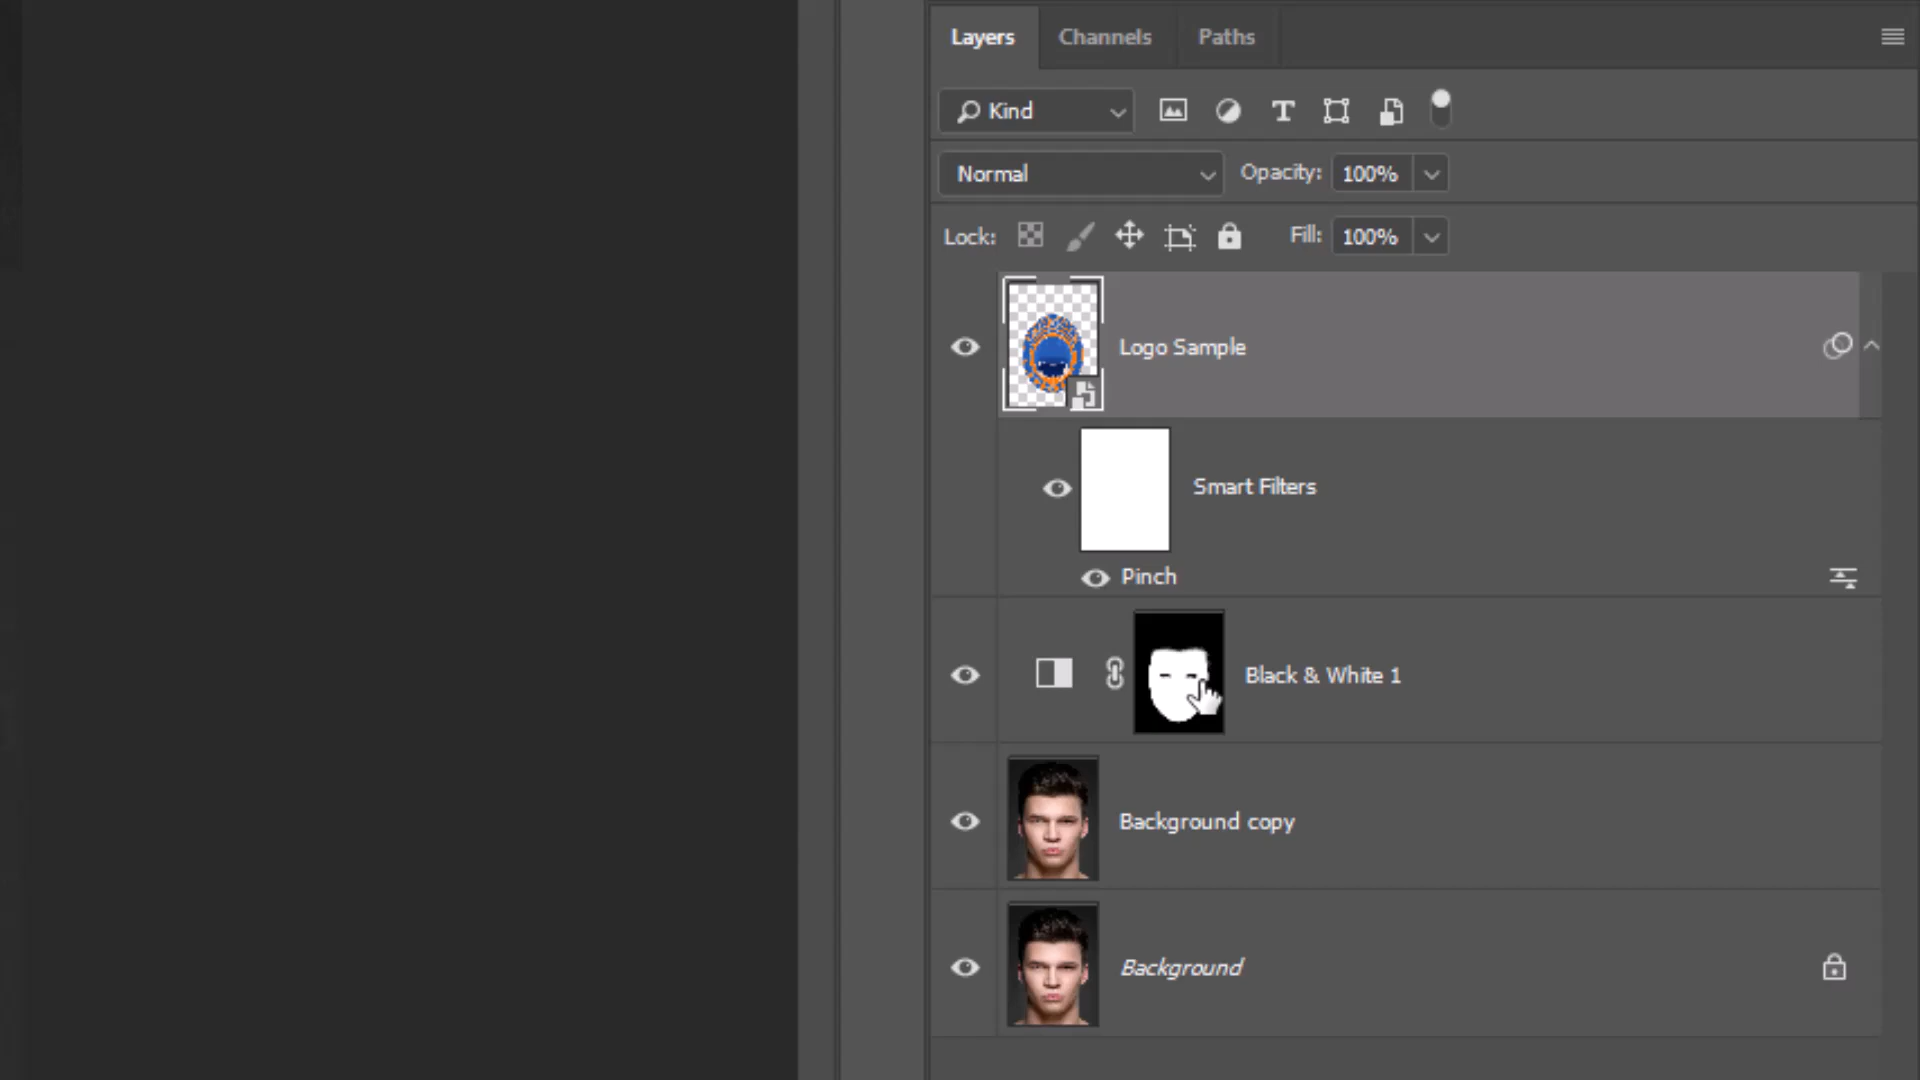 Layers Channels Paths
Kind
Normal Opacity: 100%
Lock: Fill: 100%
Logo Sample
Smart Filters
Pinch
Black & White 1
Background copy
Background